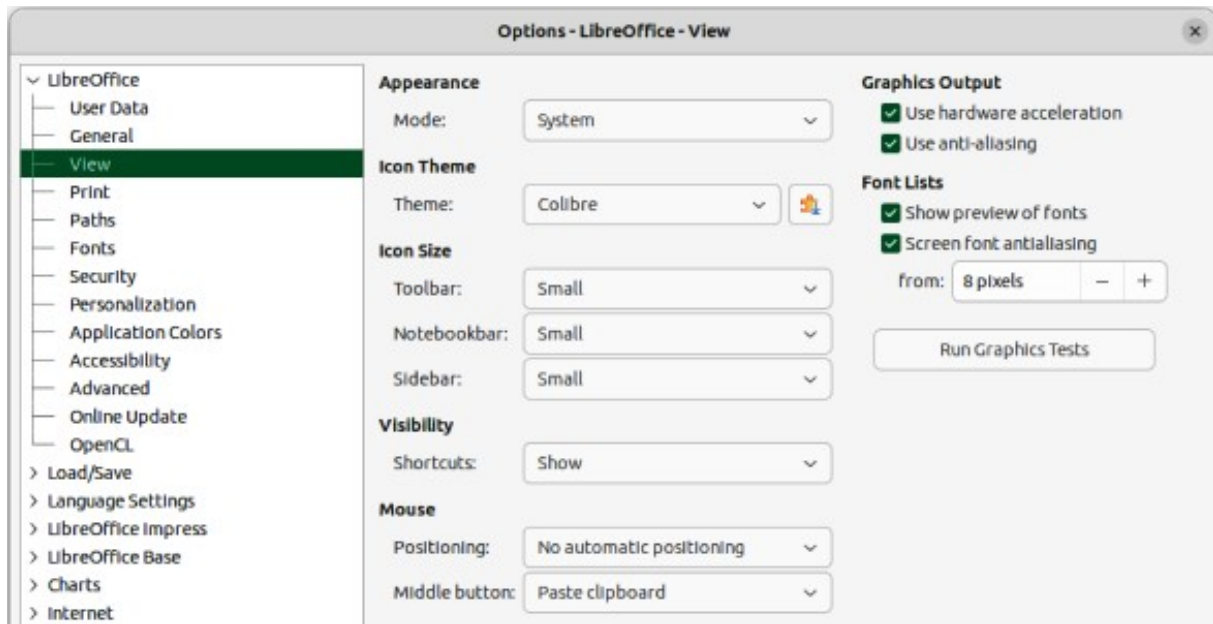 Options - LibreOffice - View
LibreOffice
User Data
General
View
Print
Paths
Fonts
Security
Personalization
Application Colors
Accessibility
Advanced
Online Update
OpenCL
Load/Save
Language Settings
LibreOffice Impress
LibreOffice Base
Charts
Internet
Appearance
Mode: System
Icon Theme
Theme: Colibre
Icon Size
Toolbar: Small
Notebookbar: Small
Sidebar: Small
Visibility
Shortcuts: Show
Mouse
Positioning: No automatic positioning
Middle button: Paste clipboard
Graphics Output
Use hardware acceleration
Use anti-aliasing
Font Lists
Show preview of fonts
Screen font antialiasing
from: 8 pixels
Run Graphics Tests